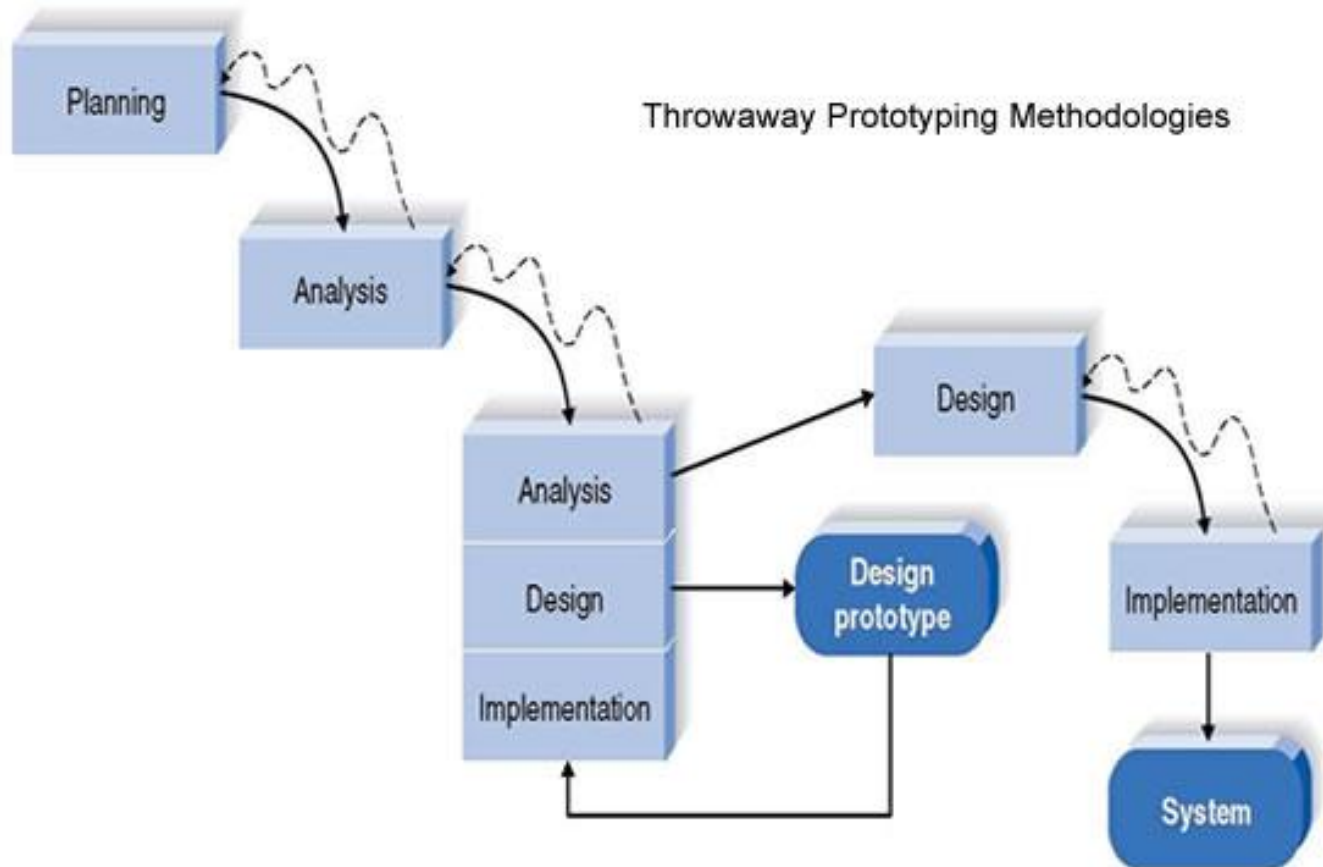 Planning
Throwaway Prototyping Methodologies
Analysis
Design
Analysis
Design
Implementation
Design
prototype
Implementation
System